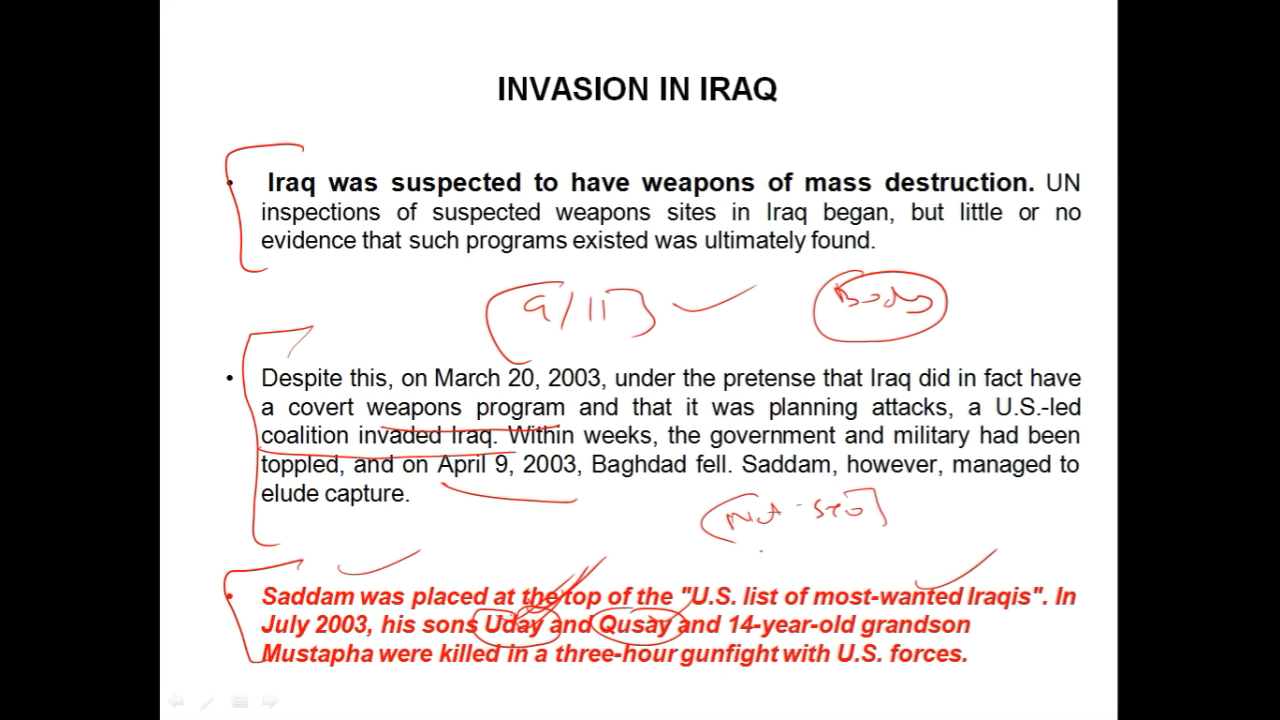 INVASION IN IRAQ
• Iraq was suspected to have weapons of mass destruction. UN
inspections of suspected weapons sites in Iraq began, but little or no
evidence that such programs existed was ultimately found.
9/11
Body
• Despite this, on March 20, 2003, under the pretense that Iraq did in fact have
a covert weapons program and that it was planning attacks, a U.S.-led
coalition invaded Iraq. Within weeks, the government and military had been
toppled, and on April 9, 2003, Baghdad fell. Saddam, however, managed to
elude capture.
• Saddam was placed at the top of the "U.S. list of most-wanted Iraqis". In
July 2003, his sons Uday and Qusay and 14-year-old grandson
Mustapha were killed in a three-hour gunfight with U.S. forces.